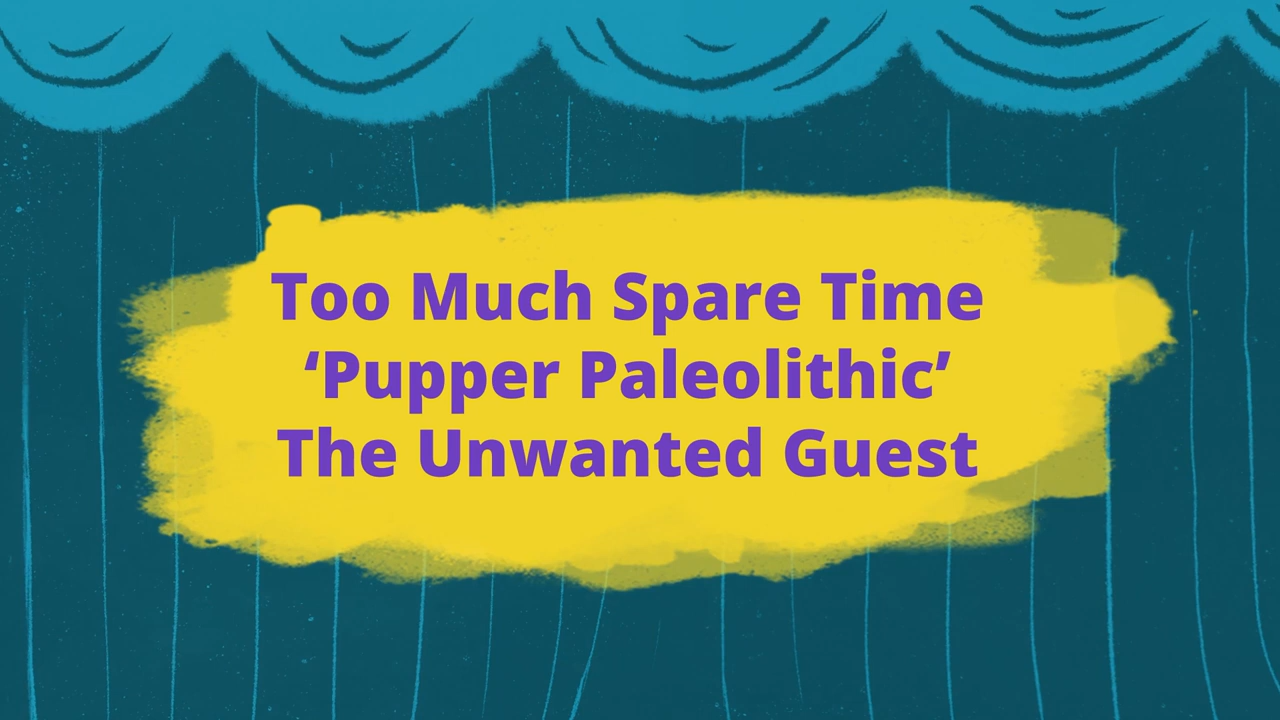 Too Much Spare Time
‘Pupper Paleolithic’
The Unwanted Guest